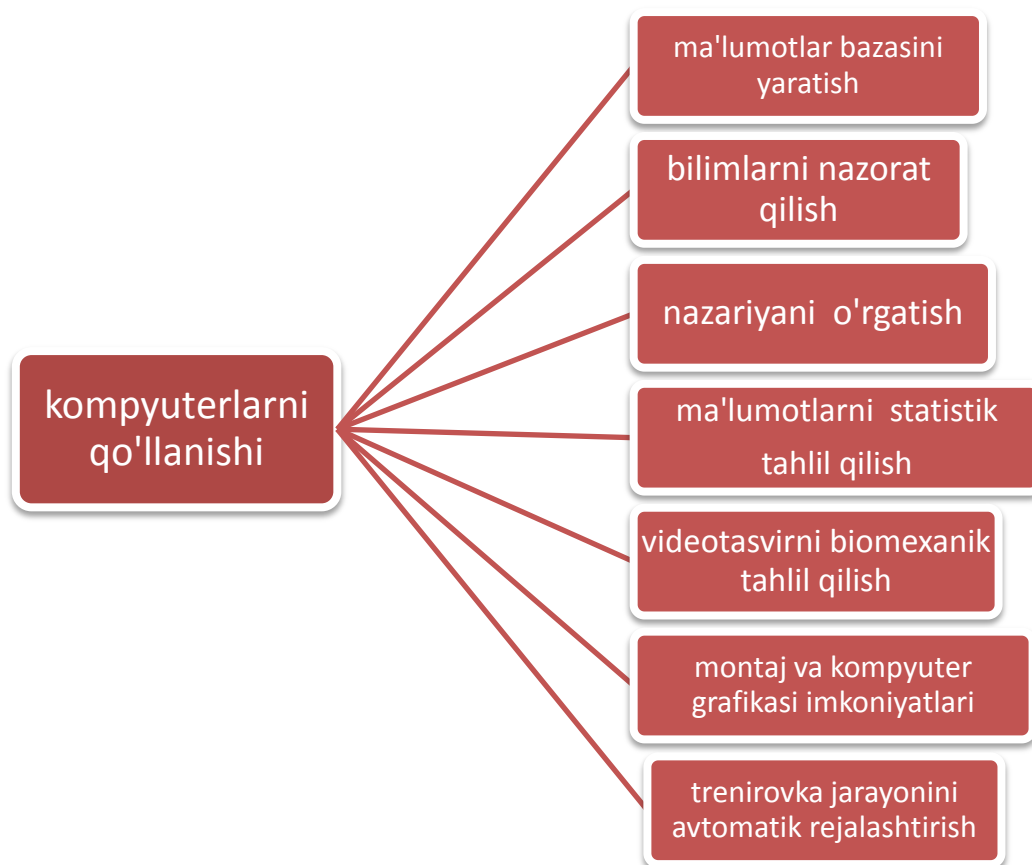 kompyuterlarni
qo'llanishi
ma'lumotlar bazasini
yaratish
bilimlarni nazorat
qilish
nazariyani o'rgatish
ma'lumotlarni statistik
tahlil qilish
videotasvirni biomexanik
tahlil qilish
montaj va kompyuter
grafikasi imkoniyatlari
trenirovka jarayonini
avtomatik rejalashtirish